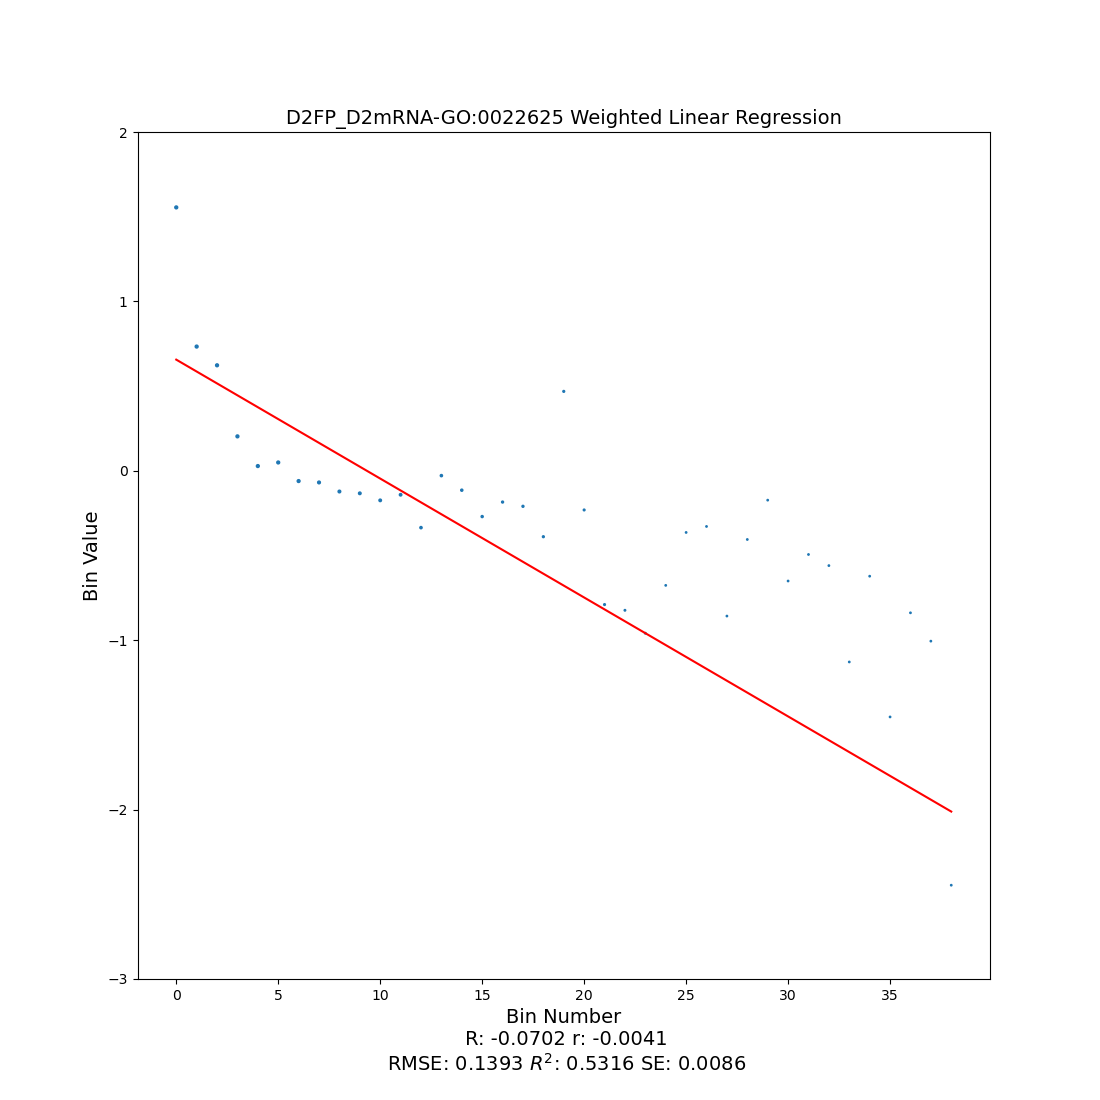 D2FP_D2mRNA-GO:0022625 Weighted Linear Regression
2
1
0
−1
−2
−3
Bin Value
0 5 10 15 20 25 30 35
Bin Number
R: -0.0702 r: -0.0041
RMSE: 0.1393 R²: 0.5316 SE: 0.0086